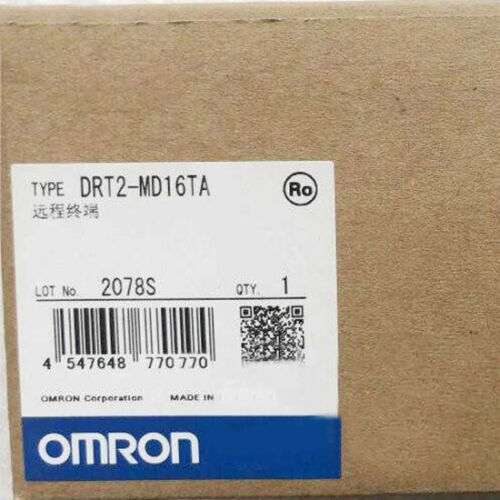 TYPE DRT2-MD16TA Ro
远程终端
LOT No. 2078S QTY. 1
4 547648 770770
OMRON Corporation MADE IN
OMRON